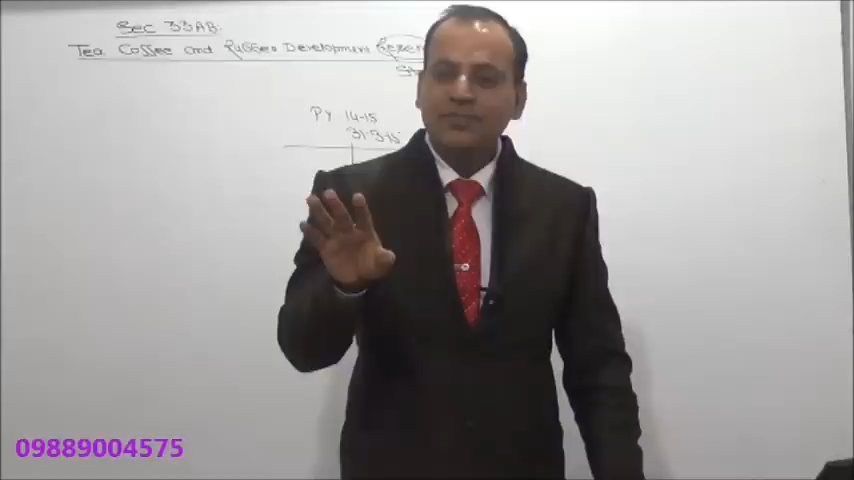 Sec 33AB.
Tea Coffee and Rubber Development
PY 14-15
31-3-15
09889004575